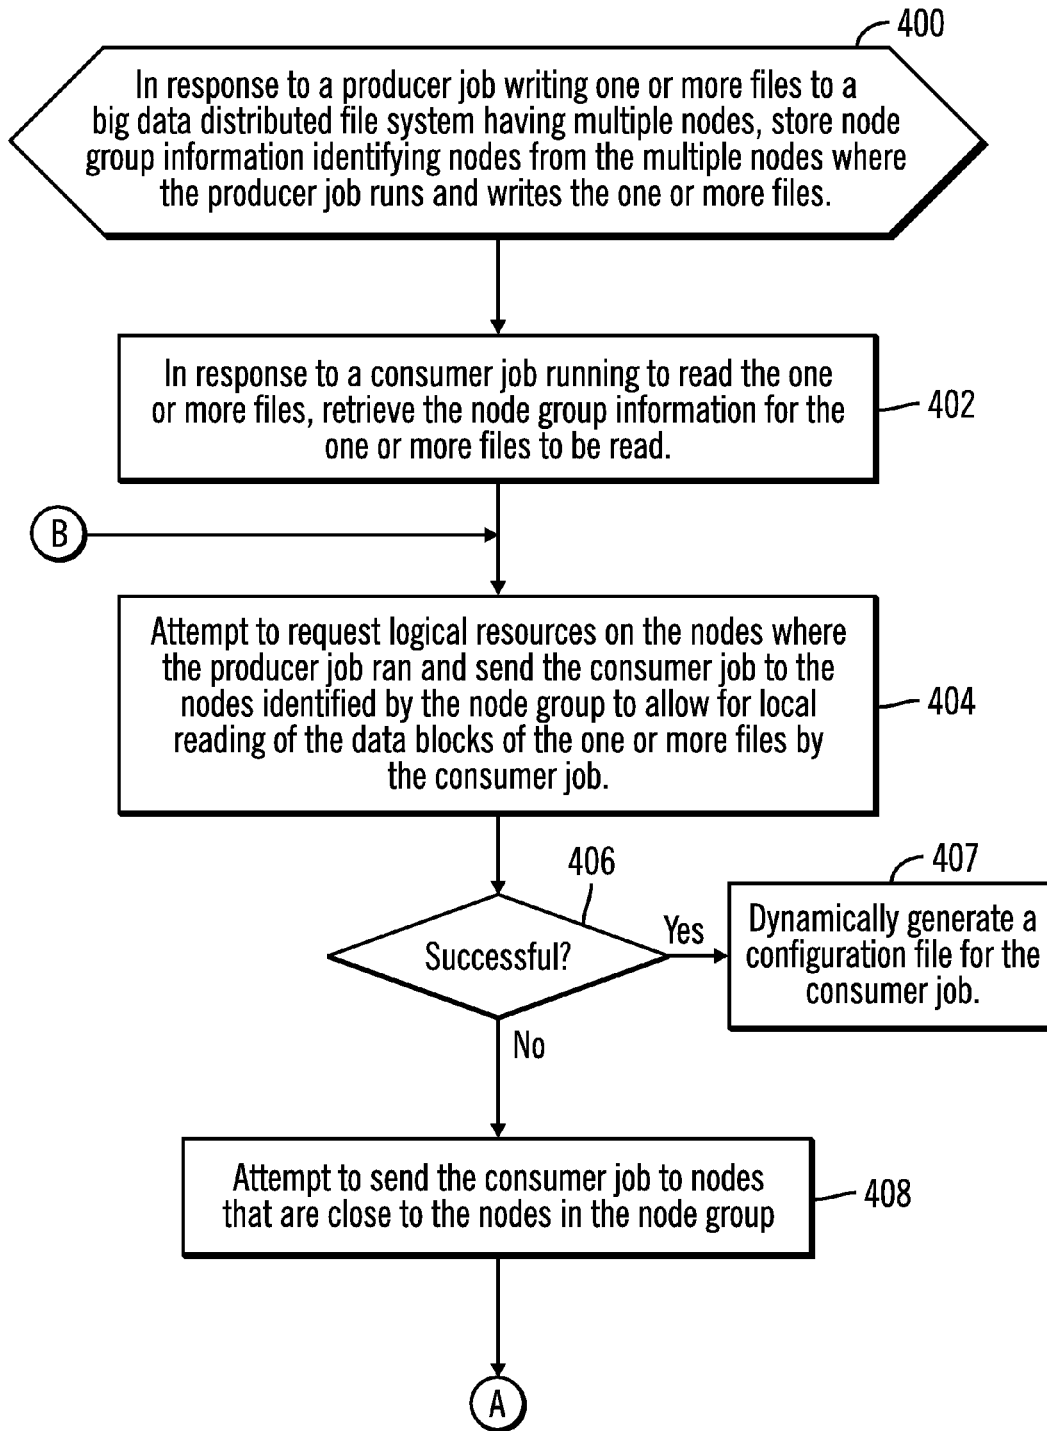 400
In response to a producer job writing one or more files to a
big data distributed file system having multiple nodes, store node
group information identifying nodes from the multiple nodes where
the producer job runs and writes the one or more files.
In response to a consumer job running to read the one
or more files, retrieve the node group information for the
one or more files to be read.
402
B
Attempt to request logical resources on the nodes where
the producer job ran and send the consumer job to the
nodes identified by the node group to allow for local
reading of the data blocks of the one or more files by
the consumer job.
404
406
Successful?
Yes
407
Dynamically generate a
configuration file for the
consumer job.
No
Attempt to send the consumer job to nodes
that are close to the nodes in the node group
408
A